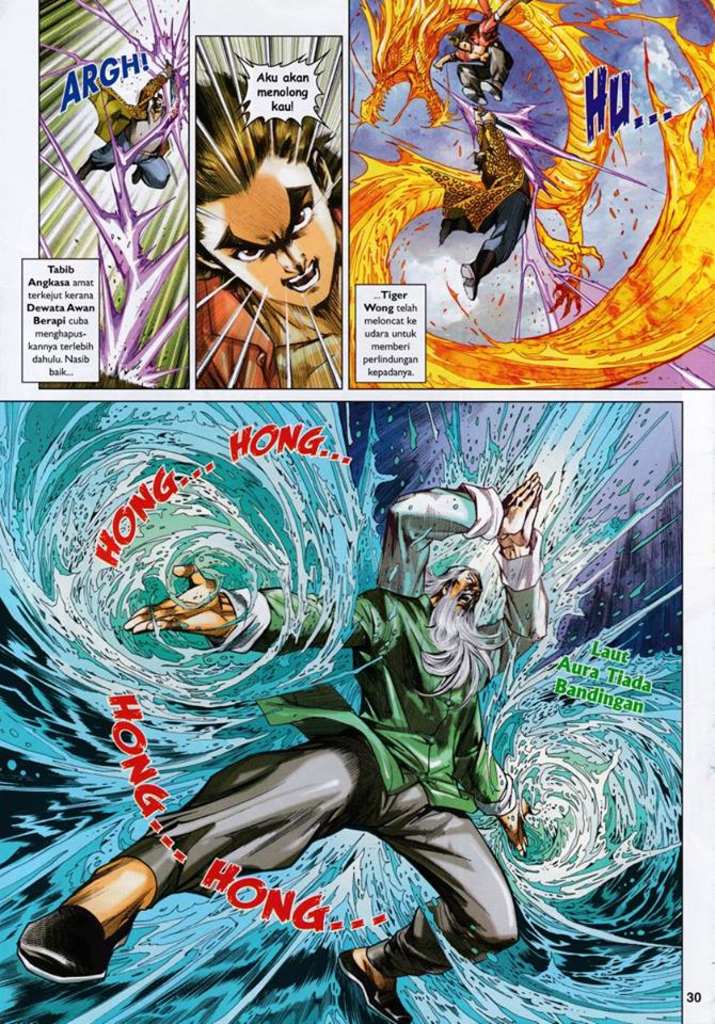 ARGH!
Tabib
Angkasa amat
terkejut kerana
Dewata Awan
Berapi cuba
menghapus-
kannya terlebih
dahulu. Nasib
baik...
Aku akan
menolong
kau!
HU...
...Tiger
Wong telah
meloncat ke
udara untuk
memberi
perlindungan
kepadanya.
HONG... HONG...
Laut
Aura Tiada
Bandingan
HONG...
HONG...
30